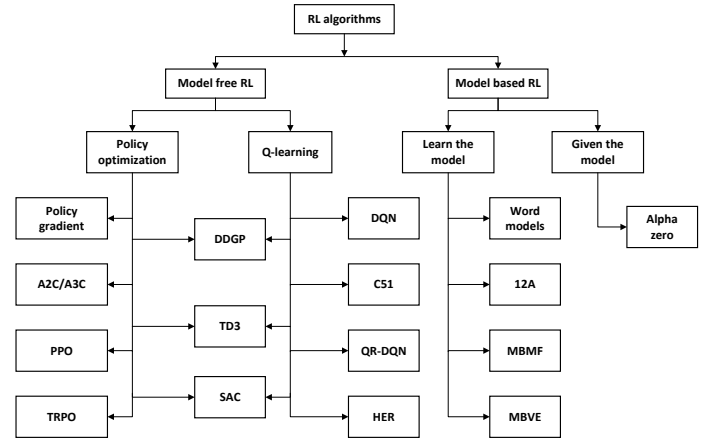 RL algorithms
Model free RL
Model based RL
Policy
optimization
Q-learning
Learn the
model
Given the
model
Policy
gradient
DDGP
DQN
Word
models
Alpha
zero
A2C/A3C
C51
12A
TD3
PPO
QR-DQN
MBMF
SAC
TRPO
HER
MBVE